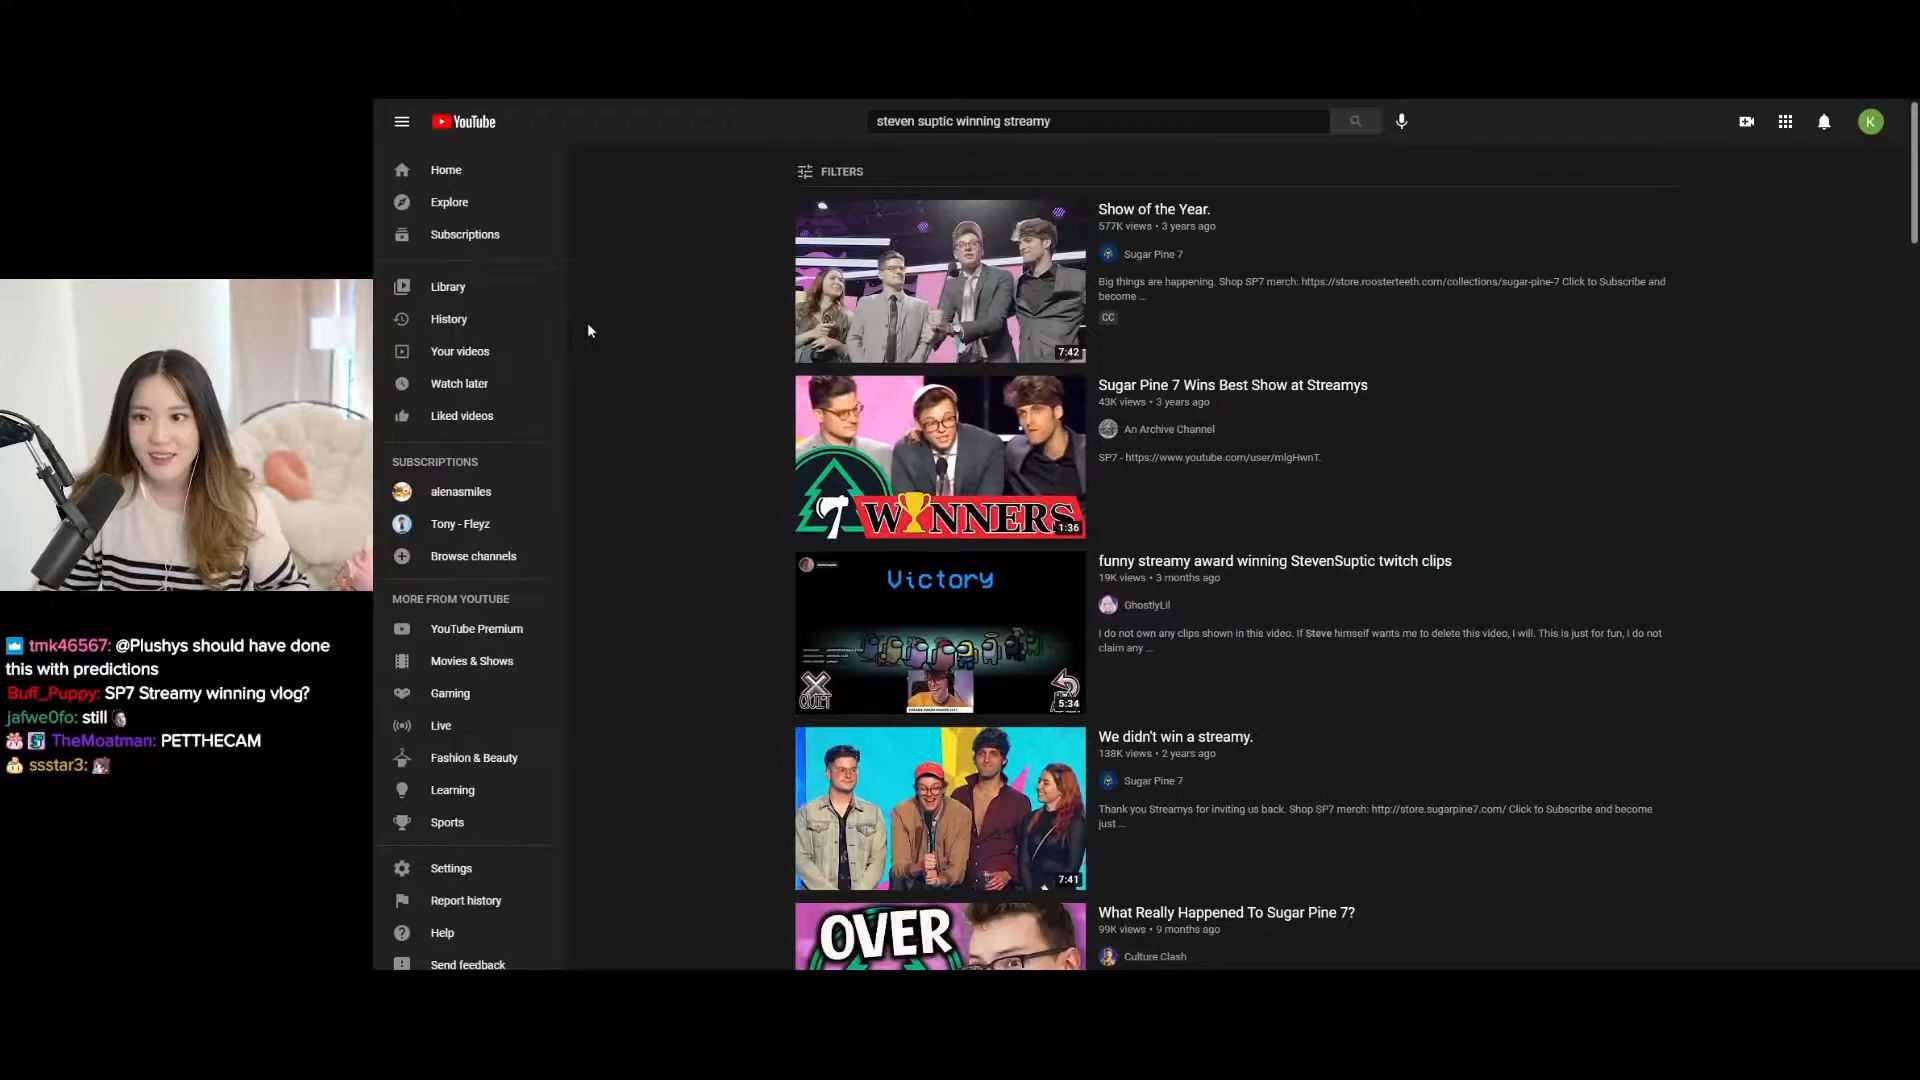 YouTube
steven suptic winning streamy
K
Home
Explore
Subscriptions
Library
History
Your videos
Watch later
Liked videos
SUBSCRIPTIONS
alenasmiles
Tony - Fleyz
Browse channels
MORE FROM YOUTUBE
YouTube Premium
Movies & Shows
Gaming
Live
Fashion & Beauty
Learning
Sports
Settings
Report history
Help
Send feedback
FILTERS
7:42
Show of the Year.
577K views • 3 years ago
Sugar Pine 7
Big things are happening. Shop SP7 merch: https://store.roosterteeth.com/collections/sugar-pine-7 Click to Subscribe and
become ...
CC
7
WINNERS
1:36
Sugar Pine 7 Wins Best Show at Streamys
43K views • 3 years ago
An Archive Channel
SP7 - https://www.youtube.com/user/mlgHwnT.
Victory
QUIT
5:34
funny streamy award winning StevenSuptic twitch clips
19K views • 3 months ago
GhostlyLil
I do not own any clips shown in this video. If Steve himself wants me to delete this video, I will. This is just for fun, I do not
claim any ...
7:41
We didn't win a streamy.
138K views • 2 years ago
Sugar Pine 7
Thank you Streamys for inviting us back. Shop SP7 merch: http://store.sugarpine7.com/ Click to Subscribe and become
just ...
OVER
What Really Happened To Sugar Pine 7?
99K views • 9 months ago
Culture Clash
tmk46567: @Plushys should have done
this with predictions
Buff_Puppy: SP7 Streamy winning vlog?
jafwe0fo: still
TheMoatman: PETTHECAM
ssstar3: